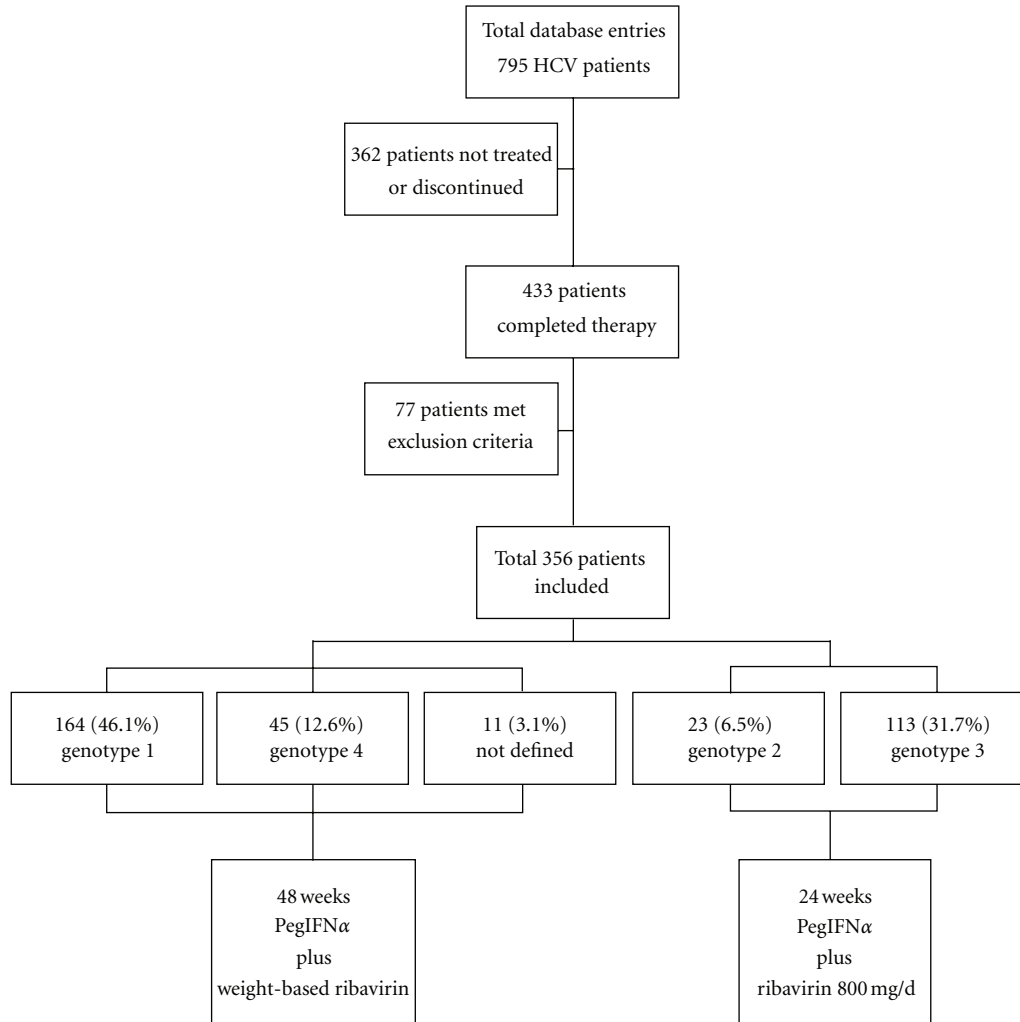 Total database entries
795 HCV patients
362 patients not treated
or discontinued
433 patients
completed therapy
77 patients met
exclusion criteria
Total 356 patients
included
164 (46.1%)
genotype 1
45 (12.6%)
genotype 4
11 (3.1%)
not defined
23 (6.5%)
genotype 2
113 (31.7%)
genotype 3
48 weeks
PegIFNα
plus
weight-based ribavirin
24 weeks
PegIFNα
plus
ribavirin 800 mg/d